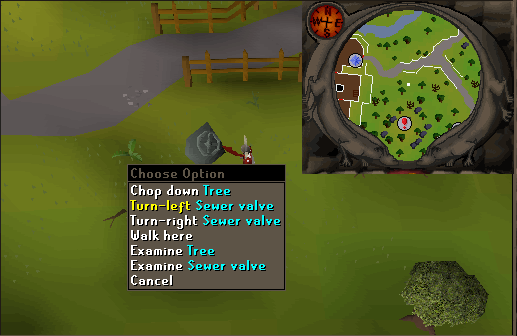 N
W E
S
Choose Option
Chop down Tree
Turn-left Sewer valve
Turn-right Sewer valve
Walk here
Examine Tree
Examine Sewer valve
Cancel